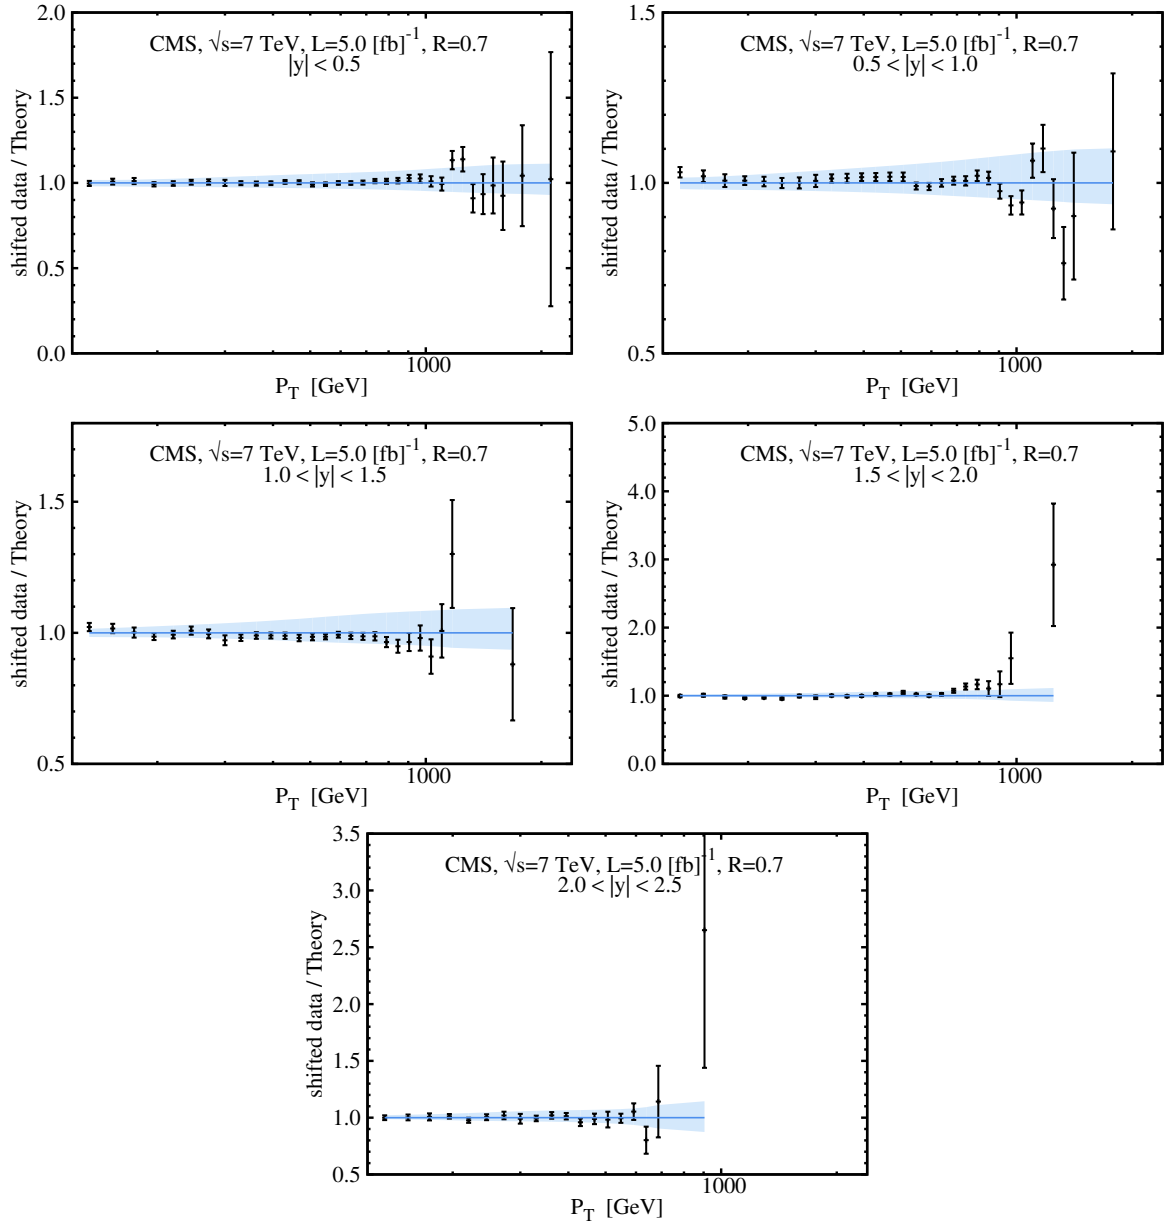 2.0
1.5
1.0
0.5
0.0
shifted data / Theory
CMS, √s=7 TeV, L=5.0 [fb]-1, R=0.7
|y| < 0.5
1000
P_T [GeV]
1.5
1.0
0.5
shifted data / Theory
CMS, √s=7 TeV, L=5.0 [fb]-1, R=0.7
0.5 < |y| < 1.0
1000
P_T [GeV]
1.5
1.0
0.5
shifted data / Theory
CMS, √s=7 TeV, L=5.0 [fb]-1, R=0.7
1.0 < |y| < 1.5
1000
P_T [GeV]
5.0
4.0
3.0
2.0
1.0
0.0
shifted data / Theory
CMS, √s=7 TeV, L=5.0 [fb]-1, R=0.7
1.5 < |y| < 2.0
1000
P_T [GeV]
3.5
3.0
2.5
2.0
1.5
1.0
0.5
shifted data / Theory
CMS, √s=7 TeV, L=5.0 [fb]-1, R=0.7
2.0 < |y| < 2.5
1000
P_T [GeV]